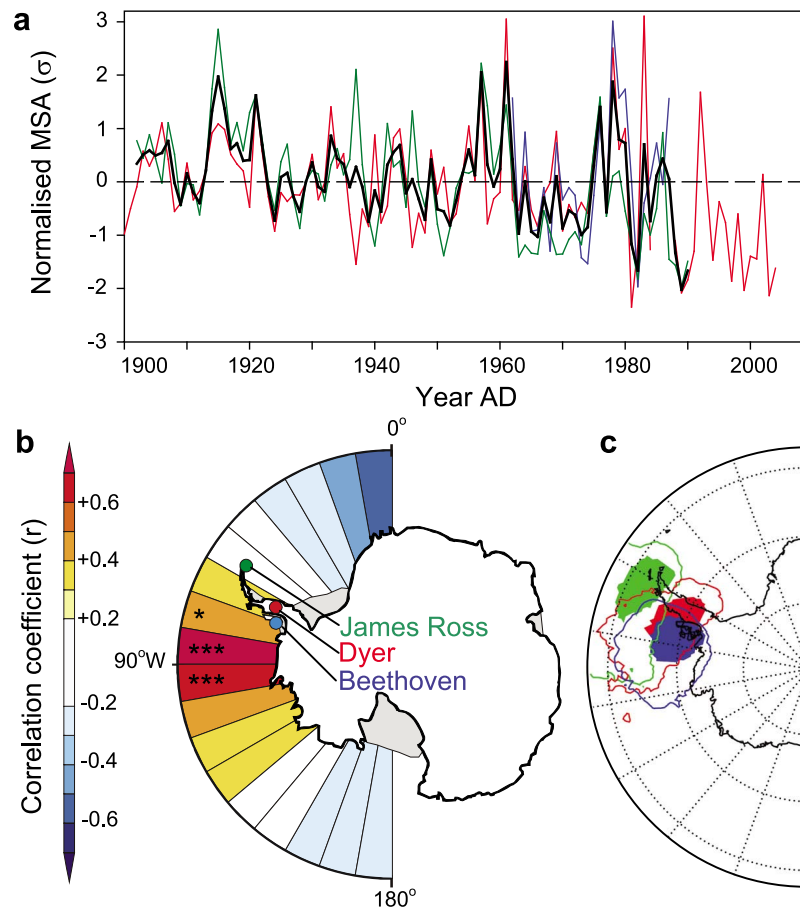 a
Normalised MSA (σ)
3
2
1
0
-1
-2
-3
1900 1920 1940 1960 1980 2000
Year AD
b
c
0°
Correlation coefficient (r)
+0.6
+0.4
+0.2
-0.2
-0.4
-0.6
*
***
***
90°W
James Ross
Dyer
Beethoven
180°